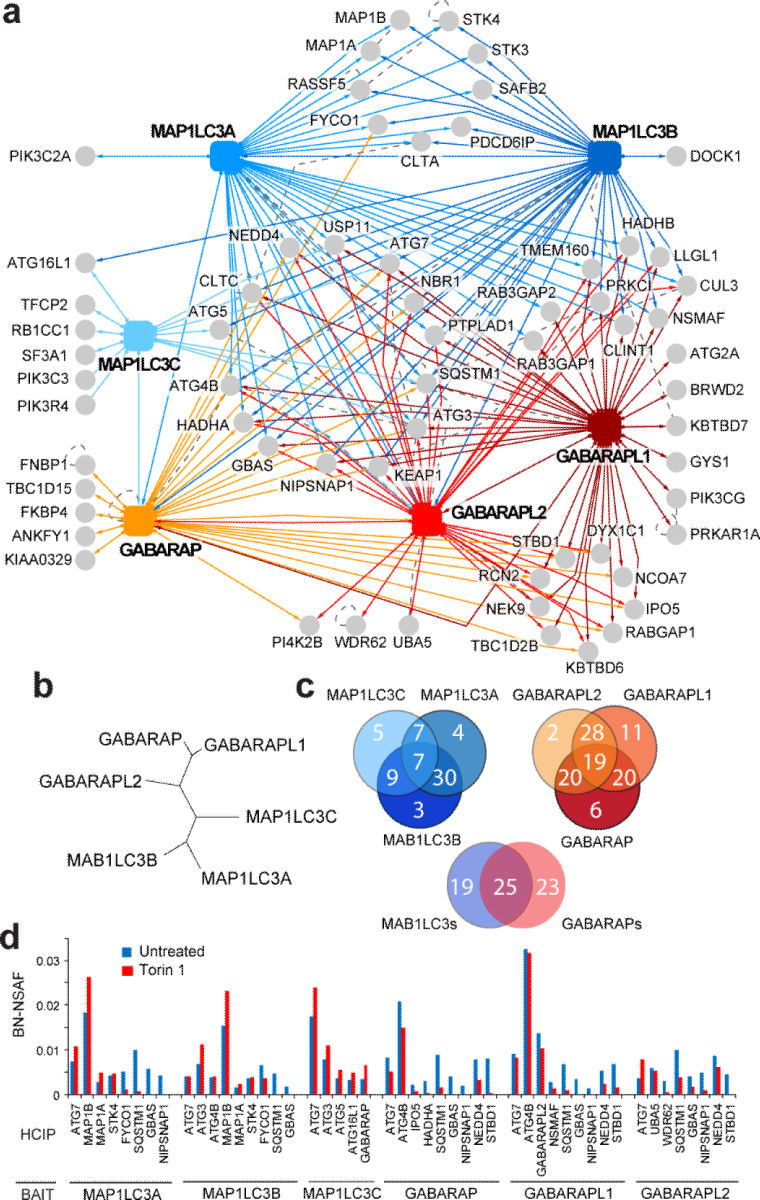 a
MAP1B
STK4
MAP1A
STK3
RASSF5
SAFB2
FYCO1
MAP1LC3A
MAP1LC3B
PDCD6IP
PIK3C2A
CLTA
DOCK1
NEDD4
USP11
ATG7
TMEM160
HADHB
LLGL1
ATG16L1
CLTC
NBR1
PRKCI
CUL3
RAB3GAP2
TFCP2
ATG5
PTPLAD1
NSMAF
RB1CC1
RAB3GAP1
CLINT1
SF3A1
MAP1LC3C
ATG2A
PIK3C3
ATG4B
SQSTM1
BRWD2
PIK3R4
HADHA
ATG3
KBTBD7
GABARAPL1
FNBP1
GBAS
KEAP1
GYS1
NIPSNAP1
TBC1D15
PIK3CG
FKBP4
GABARAPL2
ANKFY1
GABARAP
STBD1
DYX1C1
PRKAR1A
KIAA0329
RCN2
NCOA7
NEK9
IPO5
PI4K2B
WDR62
UBA5
TBC1D2B
RABGAP1
KBTBD6
b
GABARAP
GABARAPL1
GABARAPL2
MAP1LC3C
MAB1LC3B
MAP1LC3A
c
MAP1LC3C MAP1LC3A GABARAPL2 GABARAPL1
5 7 4 2 28 11
7 19
9 30 20 20
3 6
MAB1LC3B GABARAP
19 25 23
MAB1LC3s GABARAPs
d
BN-NSAF
0.03
0.02
0.01
0
Untreated
Torin 1
HCIP
ATG7 MAP1B MAP1A STK4 FYCO1 SQSTM1 GBAS NIPSNAP1
ATG7 ATG3 ATG4B MAP1B MAP1A STK4 FYCO1 SQSTM1 GBAS
ATG7 ATG3 ATG5 ATG16L1 GABARAP
ATG7 ATG4B IPO5 HADHA SQSTM1 GBAS NIPSNAP1 NEDD4 STBD1
ATG7 ATG4B GABARAPL2 NSMAF SQSTM1 GBAS NIPSNAP1 NEDD4 STBD1
ATG7 UBA5 WDR62 SQSTM1 GBAS NIPSNAP1 NEDD4 STBD1
BAIT MAP1LC3A MAP1LC3B MAP1LC3C GABARAP GABARAPL1 GABARAPL2